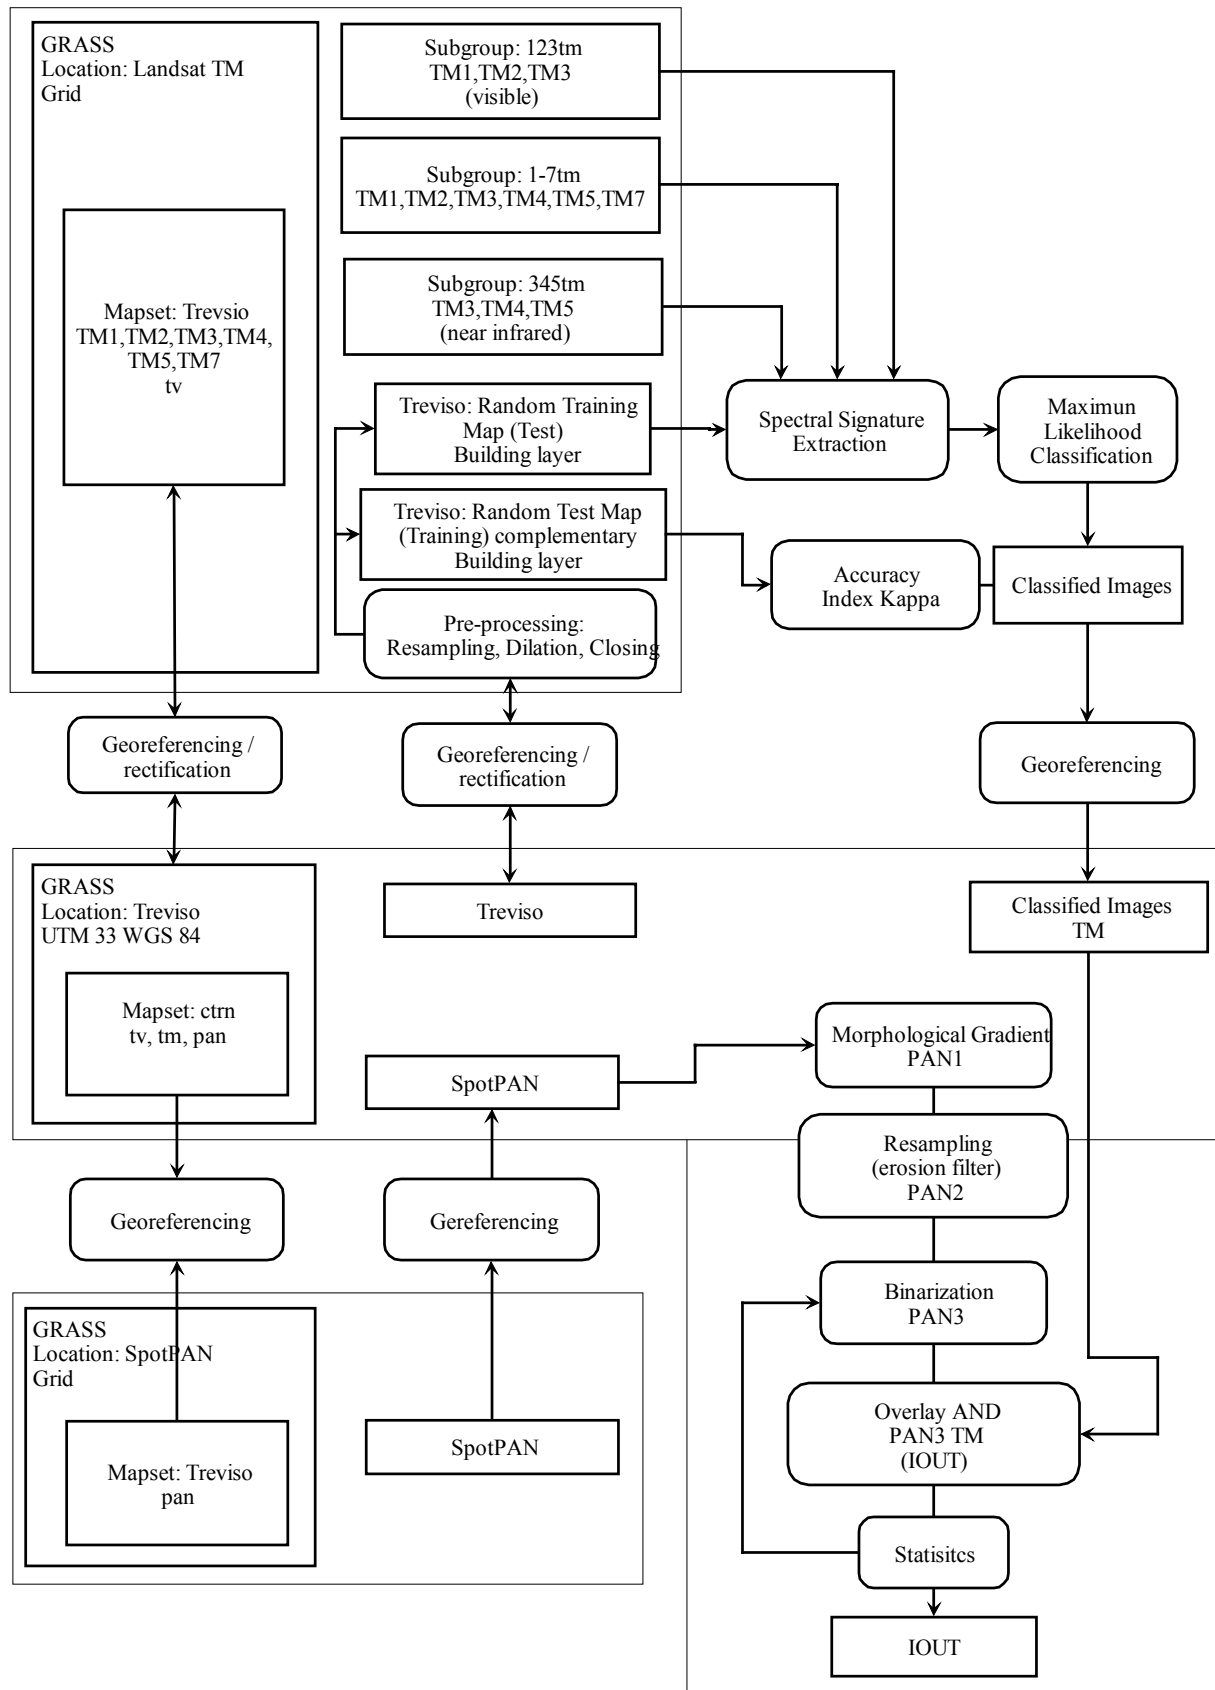 GRASS
Location: Landsat TM
Grid
Subgroup: 123tm
TM1,TM2,TM3
(visible)
Subgroup: 1-7tm
TM1,TM2,TM3,TM4,TM5,TM7
Mapset: Trevsio
TM1,TM2,TM3,TM4,
TM5,TM7
tv
Subgroup: 345tm
TM3,TM4,TM5
(near infrared)
Treviso: Random Training
Map (Test)
Building layer
Spectral Signature
Extraction
Maximun
Likelihood
Classification
Treviso: Random Test Map
(Training) complementary
Building layer
Accuracy
Index Kappa
Classified Images
Pre-processing:
Resampling, Dilation, Closing
Georeferencing /
rectification
Georeferencing /
rectification
Georeferencing
GRASS
Location: Treviso
UTM 33 WGS 84
Treviso
Classified Images
TM
Mapset: ctrn
tv, tm, pan
SpotPAN
Morphological Gradient
PAN1
Resampling
(erosion filter)
PAN2
Georeferencing
Gereferencing
Binarization
PAN3
GRASS
Location: SpotPAN
Grid
Mapset: Treviso
pan
SpotPAN
Overlay AND
PAN3 TM
(IOUT)
Statisitcs
IOUT